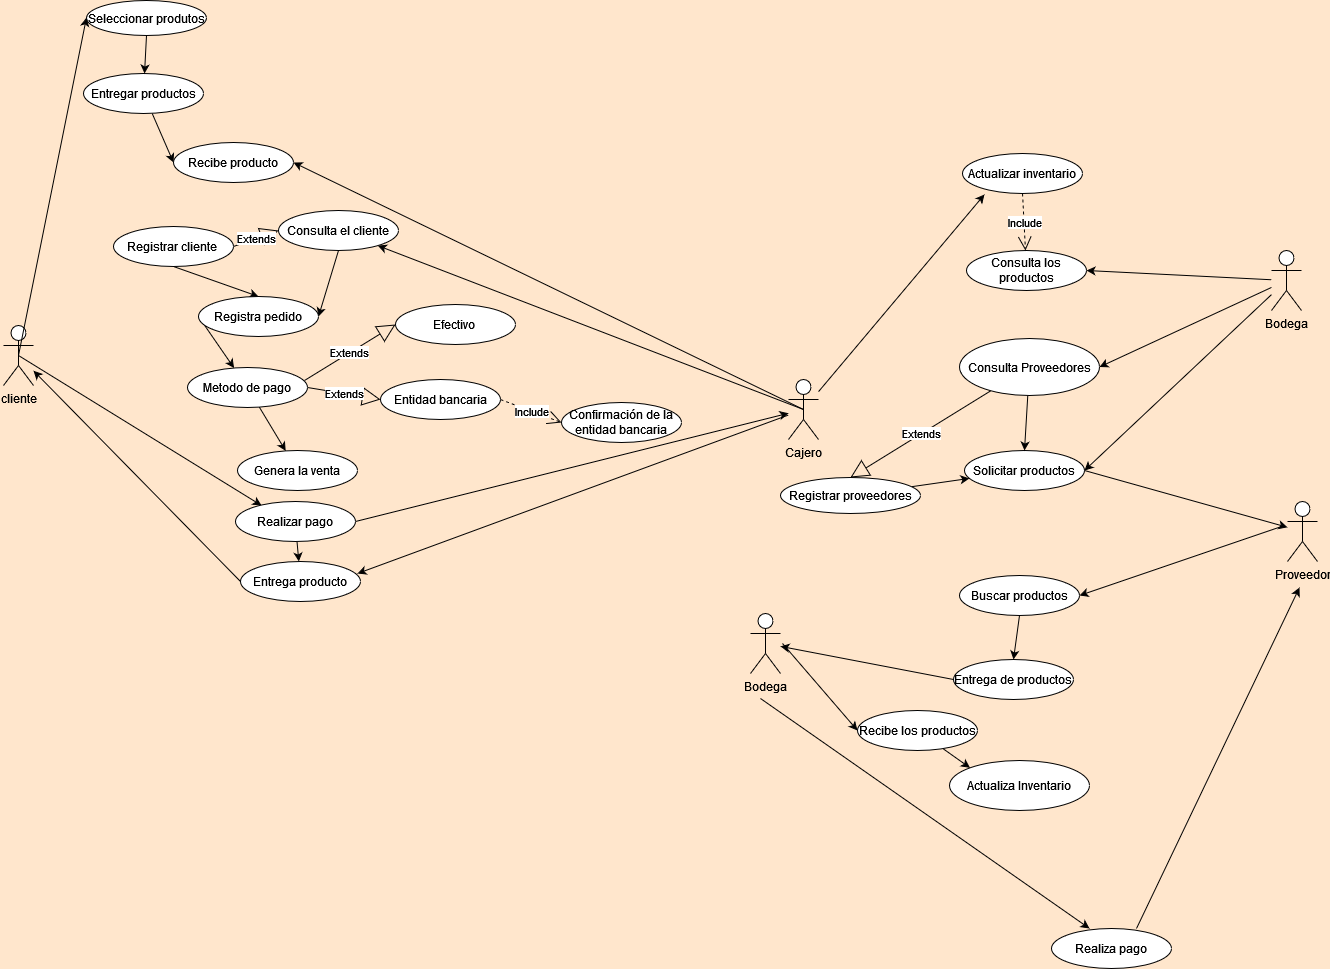 Seleccionar produtos
Entregar productos
Recibe producto
Registrar cliente
Extends
Consulta el cliente
Registra pedido
cliente
Metodo de pago
Extends
Efectivo
Extends
Entidad bancaria
Include
Confirmación de la
entidad bancaria
Genera la venta
Realizar pago
Entrega producto
Cajero
Actualizar inventario
Include
Consulta los
productos
Bodega
Consulta Proveedores
Extends
Solicitar productos
Registrar proveedores
Proveedor
Buscar productos
Entrega de productos
Bodega
Recibe los productos
Actualiza Inventario
Realiza pago